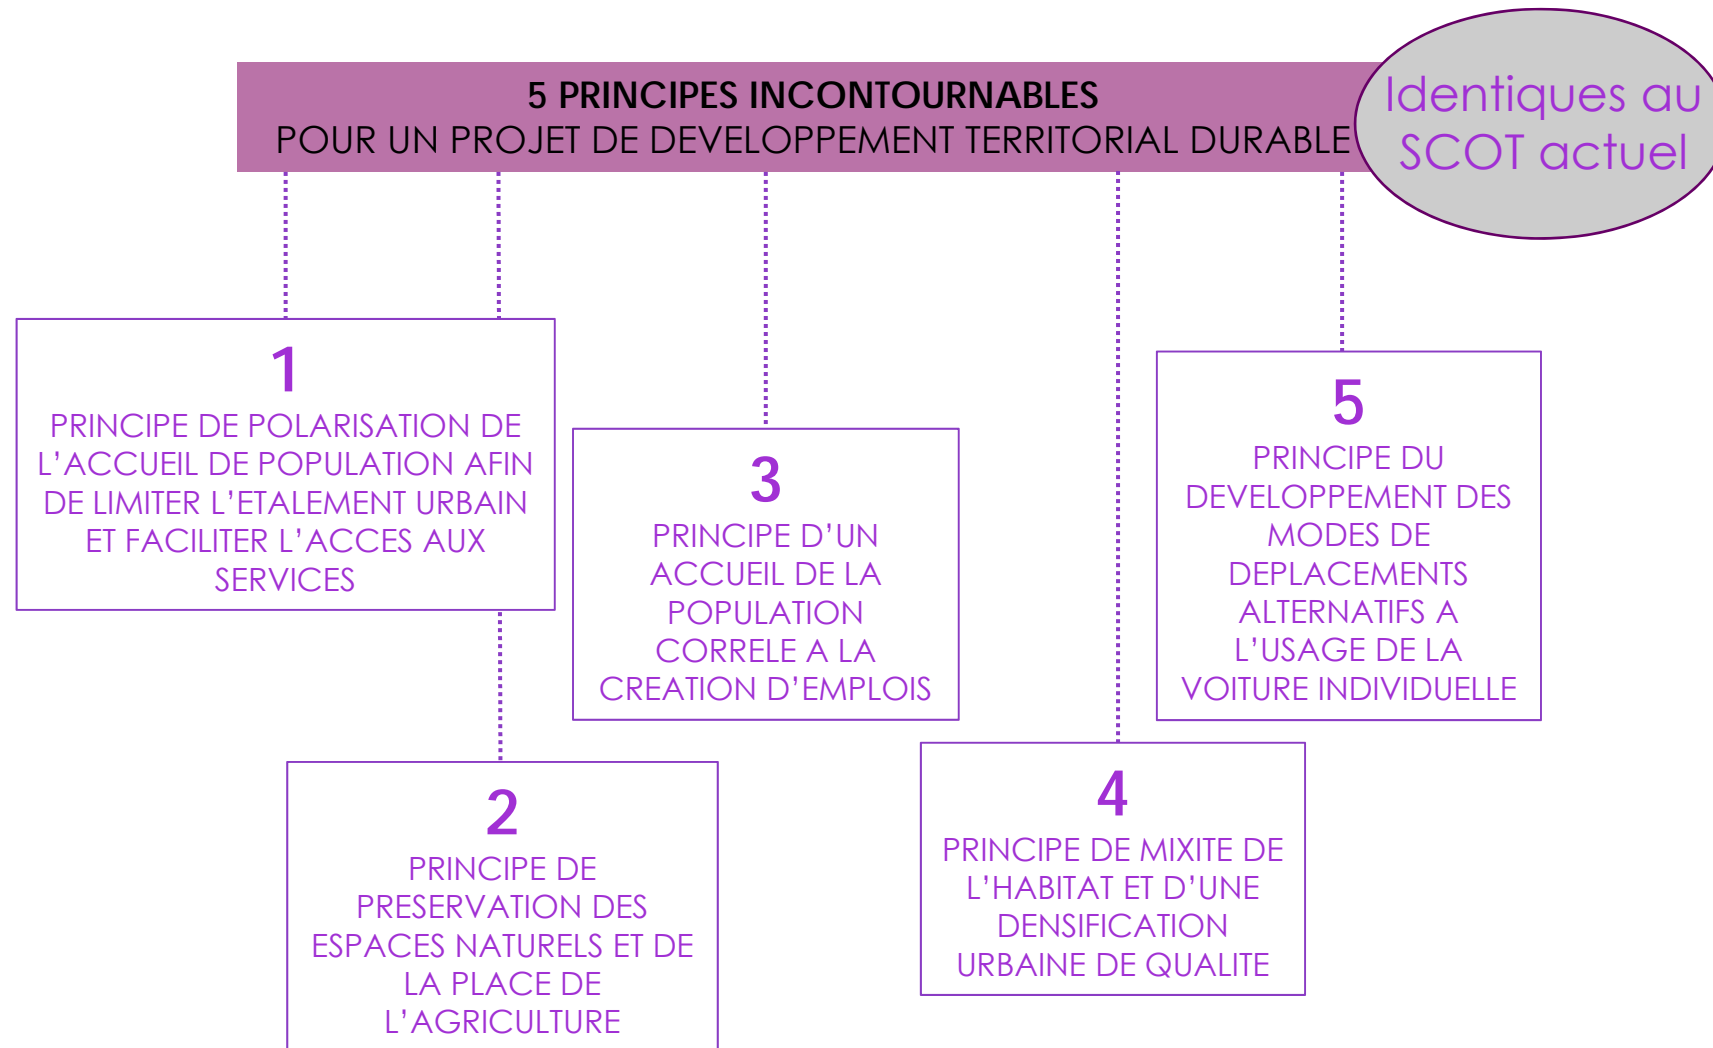 5 PRINCIPES INCONTOURNABLES
POUR UN PROJET DE DEVELOPPEMENT TERRITORIAL DURABLE
Identiques au
SCOT actuel
1
PRINCIPE DE POLARISATION DE
L’ACCUEIL DE POPULATION AFIN
DE LIMITER L’ETALEMENT URBAIN
ET FACILITER L’ACCES AUX
SERVICES
2
PRINCIPE DE
PRESERVATION DES
ESPACES NATURELS ET DE
LA PLACE DE
L’AGRICULTURE
3
PRINCIPE D’UN
ACCUEIL DE LA
POPULATION
CORRELE A LA
CREATION D’EMPLOIS
4
PRINCIPE DE MIXITE DE
L’HABITAT ET D’UNE
DENSIFICATION
URBAINE DE QUALITE
5
PRINCIPE DU
DEVELOPPEMENT DES
MODES DE
DEPLACEMENTS
ALTERNATIFS A
L’USAGE DE LA
VOITURE INDIVIDUELLE